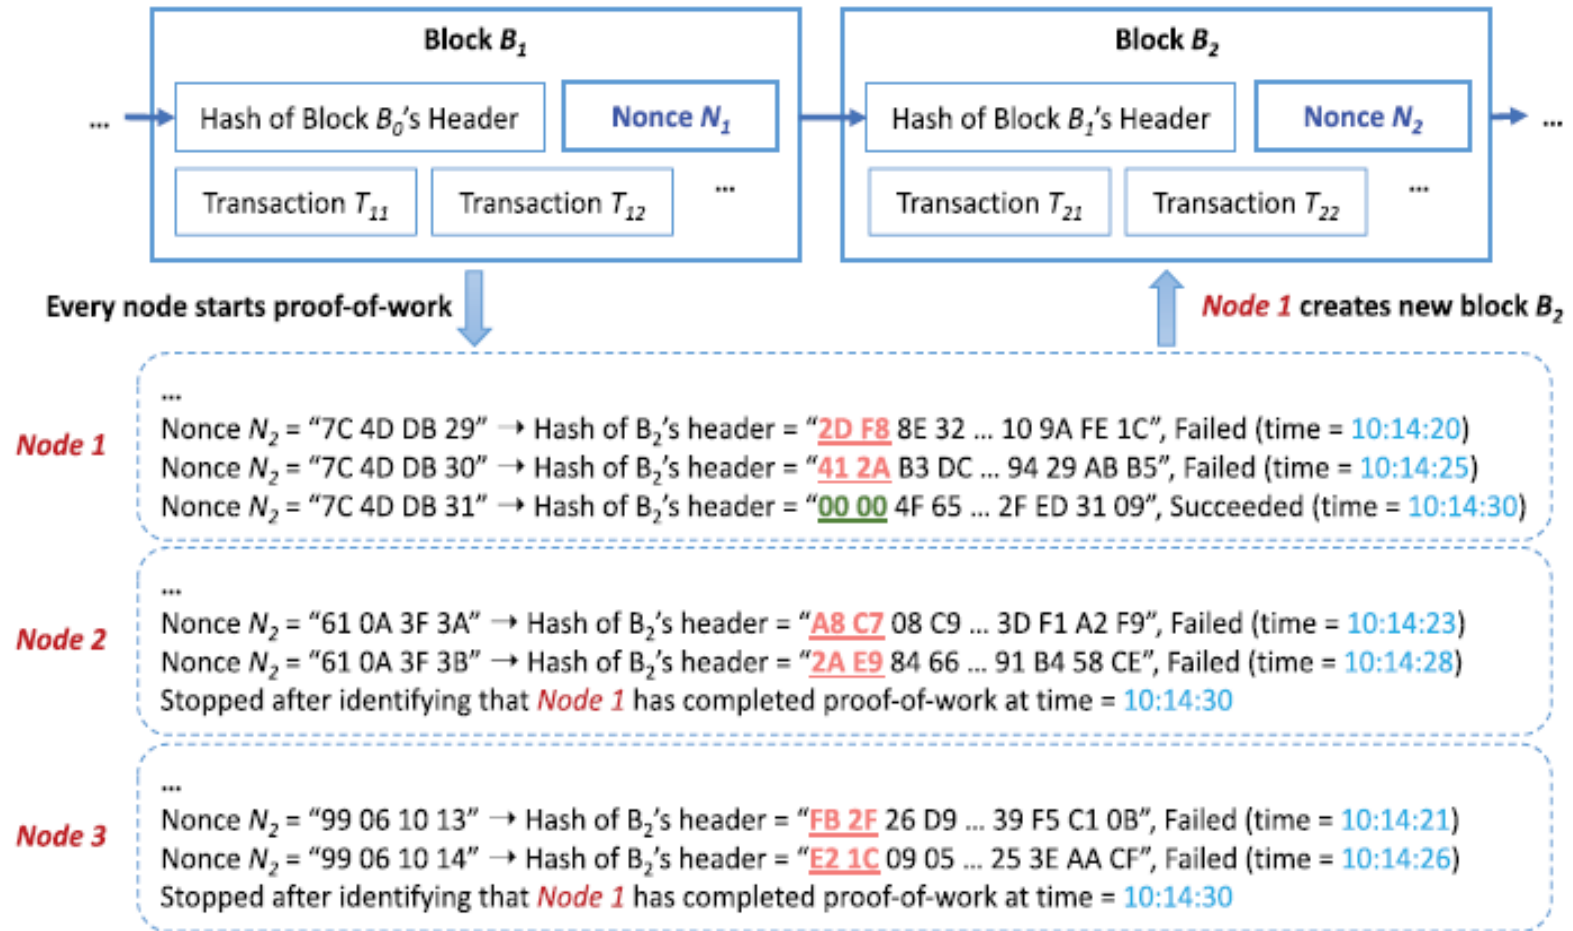 Block B1
Block B2
...
Hash of Block B0's Header
Nonce N1
Hash of Block B1's Header
Nonce N2
...
Transaction T11
Transaction T12
...
Transaction T21
Transaction T22
...
Every node starts proof-of-work
Node 1 creates new block B2
Node 1
...
Nonce N2 = “7C 4D DB 29” → Hash of B2's header = “2D F8 8E 32 ... 10 9A FE 1C”, Failed (time = 10:14:20)
Nonce N2 = “7C 4D DB 30” → Hash of B2's header = “41 2A B3 DC ... 94 29 AB B5”, Failed (time = 10:14:25)
Nonce N2 = “7C 4D DB 31” → Hash of B2's header = “00 00 4F 65 ... 2F ED 31 09”, Succeeded (time = 10:14:30)
Node 2
...
Nonce N2 = “61 0A 3F 3A” → Hash of B2's header = “A8 C7 08 C9 ... 3D F1 A2 F9”, Failed (time = 10:14:23)
Nonce N2 = “61 0A 3F 3B” → Hash of B2's header = “2A E9 84 66 ... 91 B4 58 CE”, Failed (time = 10:14:28)
Stopped after identifying that Node 1 has completed proof-of-work at time = 10:14:30
Node 3
...
Nonce N2 = “99 06 10 13” → Hash of B2's header = “FB 2F 26 D9 ... 39 F5 C1 0B”, Failed (time = 10:14:21)
Nonce N2 = “99 06 10 14” → Hash of B2's header = “E2 1C 09 05 ... 25 3E AA CF”, Failed (time = 10:14:26)
Stopped after identifying that Node 1 has completed proof-of-work at time = 10:14:30